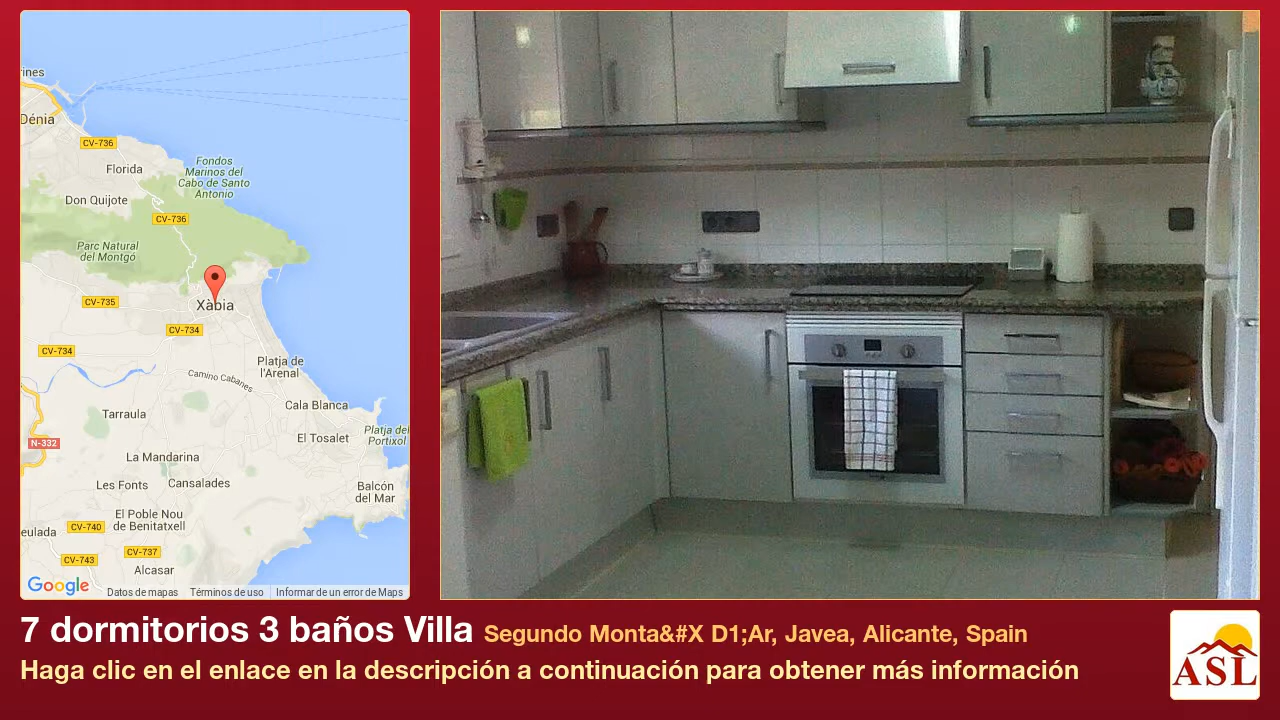 rines
Dénia
CV-736
Florida
Fondos
Marinos del
Cabo de Santo
Antonio
Don Quijote
CV-736
Parc Natural
del Montgó
CV-735
Xàbia
CV-734
CV-734
Platja de
l'Arenal
Camino Cabanes
Cala Blanca
Tarraula
Platja del
Portixol
El Tosalet
N-332
La Mandarina
Les Fonts
Cansalades
Balcón
del Mar
El Poble Nou
de Benitatxell
CV-740
eulada
CV-737
CV-743
Alcasar
Google
Datos de mapas
Términos de uso
Informar de un error de Maps
7 dormitorios 3 baños Villa Segundo Monta&#X D1;Ar, Javea, Alicante, Spain
Haga clic en el enlace en la descripción a continuación para obtener más información
ASL